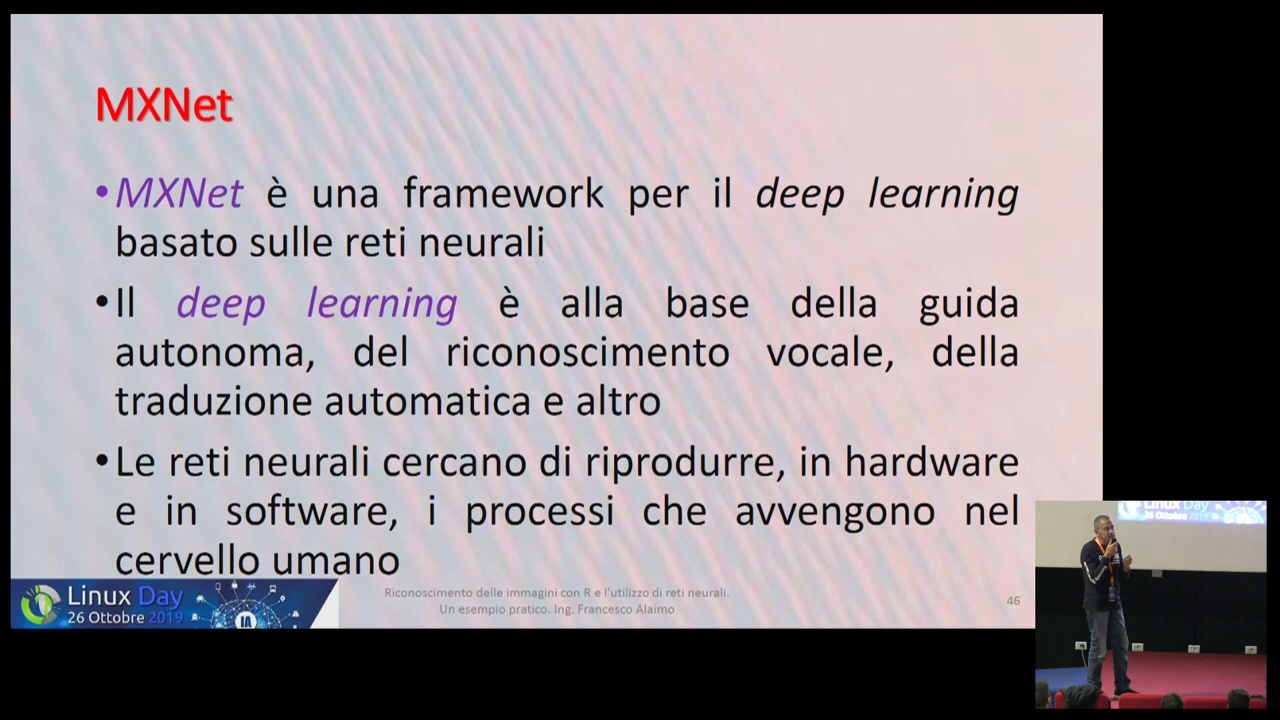 MXNet
•MXNet è una framework per il deep learning
basato sulle reti neurali
•Il deep learning è alla base della guida
autonoma, del riconoscimento vocale, della
traduzione automatica e altro
•Le reti neurali cercano di riprodurre, in hardware
e in software, i processi che avvengono nel
cervello umano
Linux Day
26 Ottobre 2019
IA
Riconoscimento delle immagini con R e l'utilizzo di reti neurali.
Un esempio pratico. Ing. Francesco Alaimo
46
Linux Day
26 Ottobre 2019